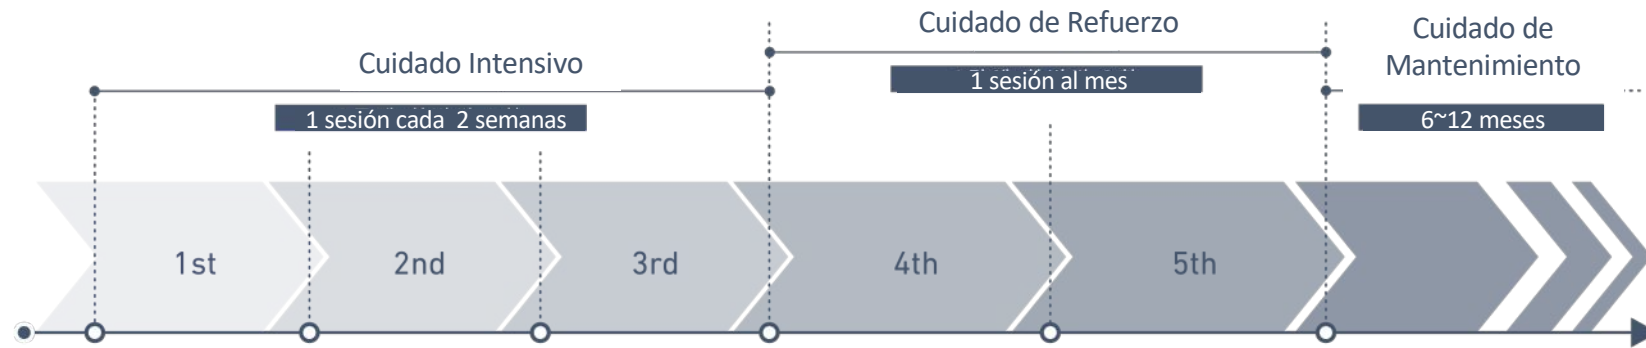 Cuidado Intensivo
1 sesión cada 2 semanas
Cuidado de Refuerzo
1 sesión al mes
Cuidado de
Mantenimiento
6~12 meses
1st
2nd
3rd
4th
5th